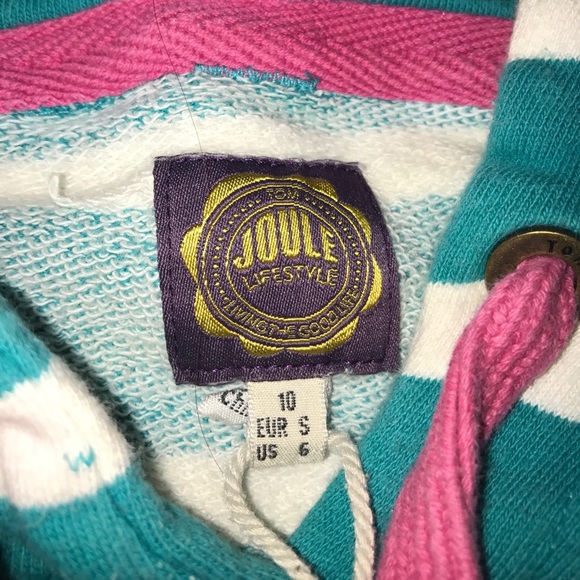 TOM
JOULE
LIFESTYLE
LIVING THE GOOD LIFE
10
EUR S
US 6